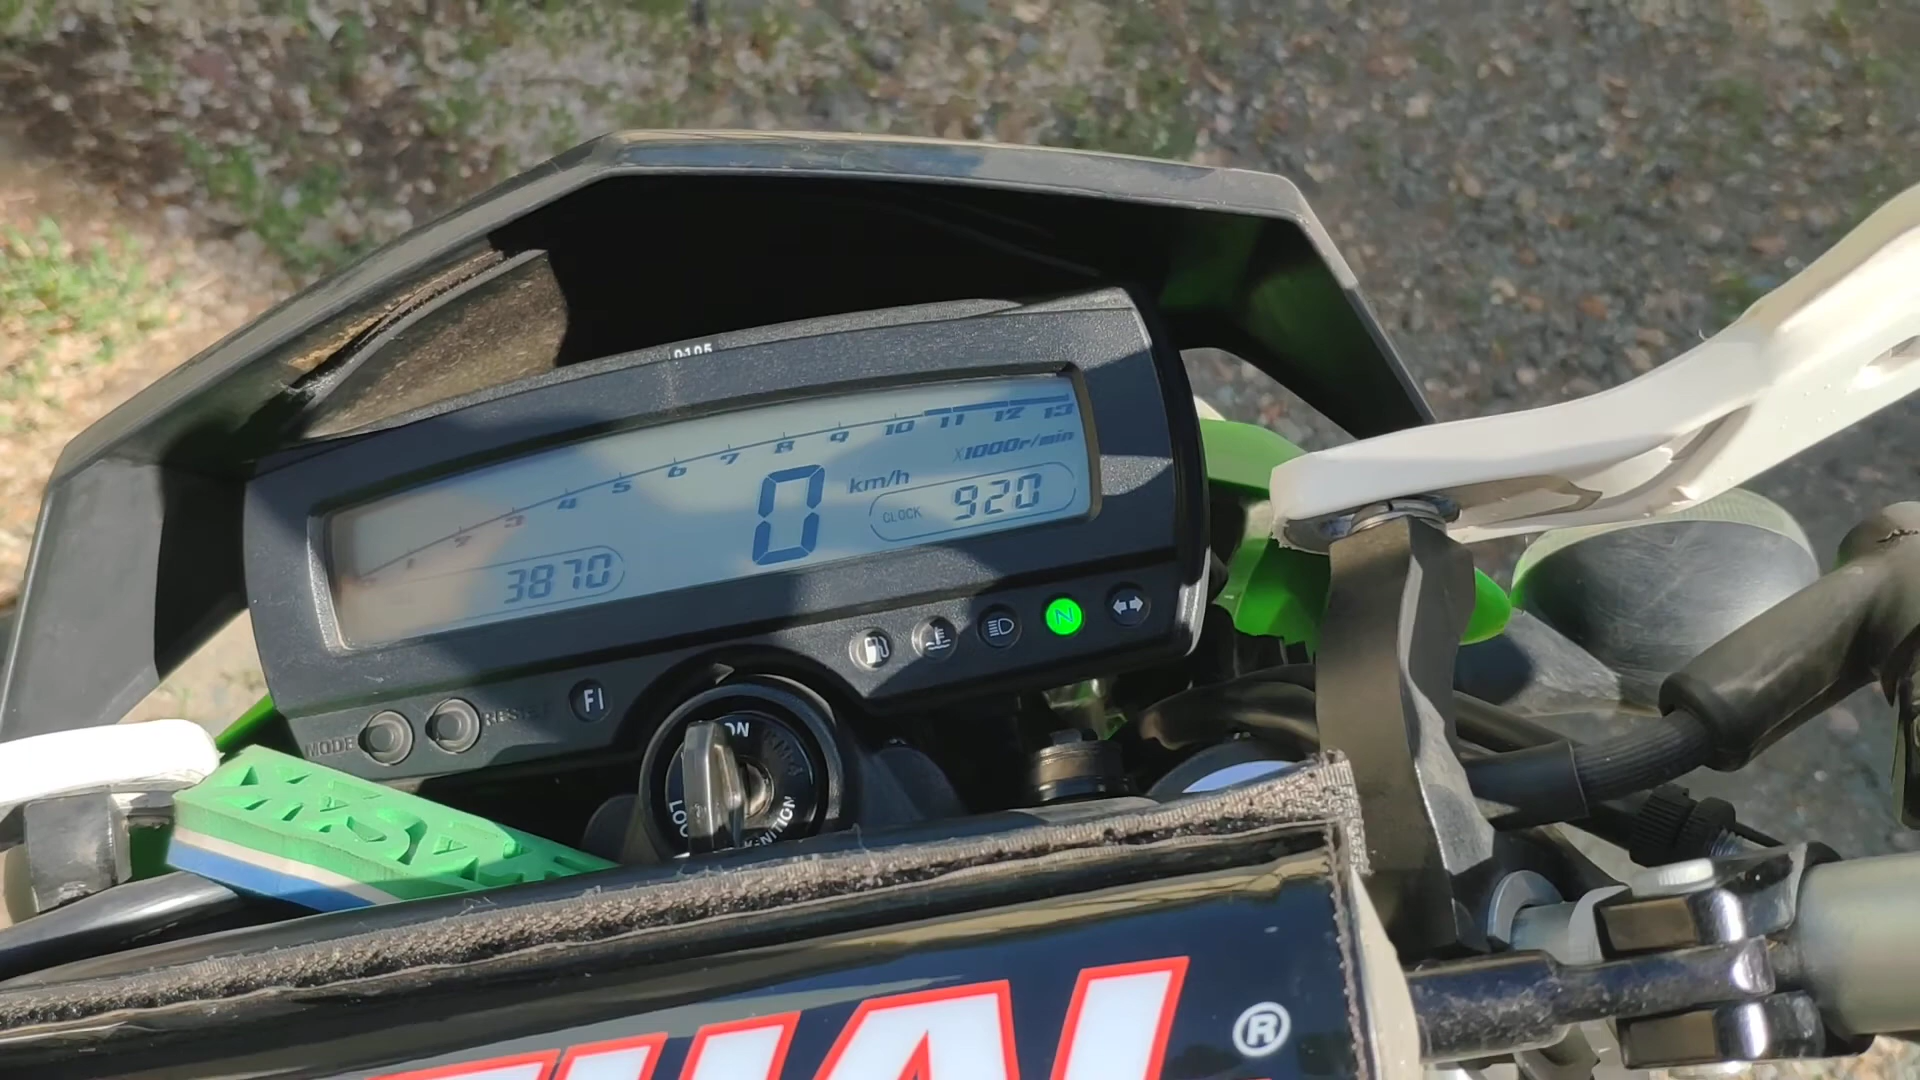 0105
2 3 4 5 6 7 8 9 10 11 12 13
X1000r/min
0 km/h
CLOCK 920
3870
N
FI
MODE
RESET
ON
IGNITION
®